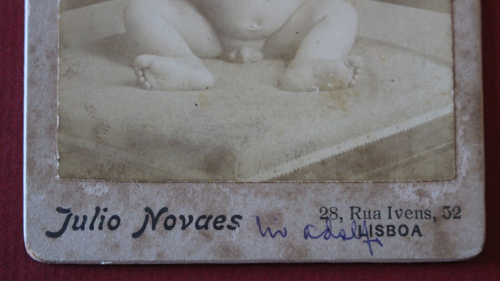 Julio Novaes
28, Rua Ivens, 32
LISBOA